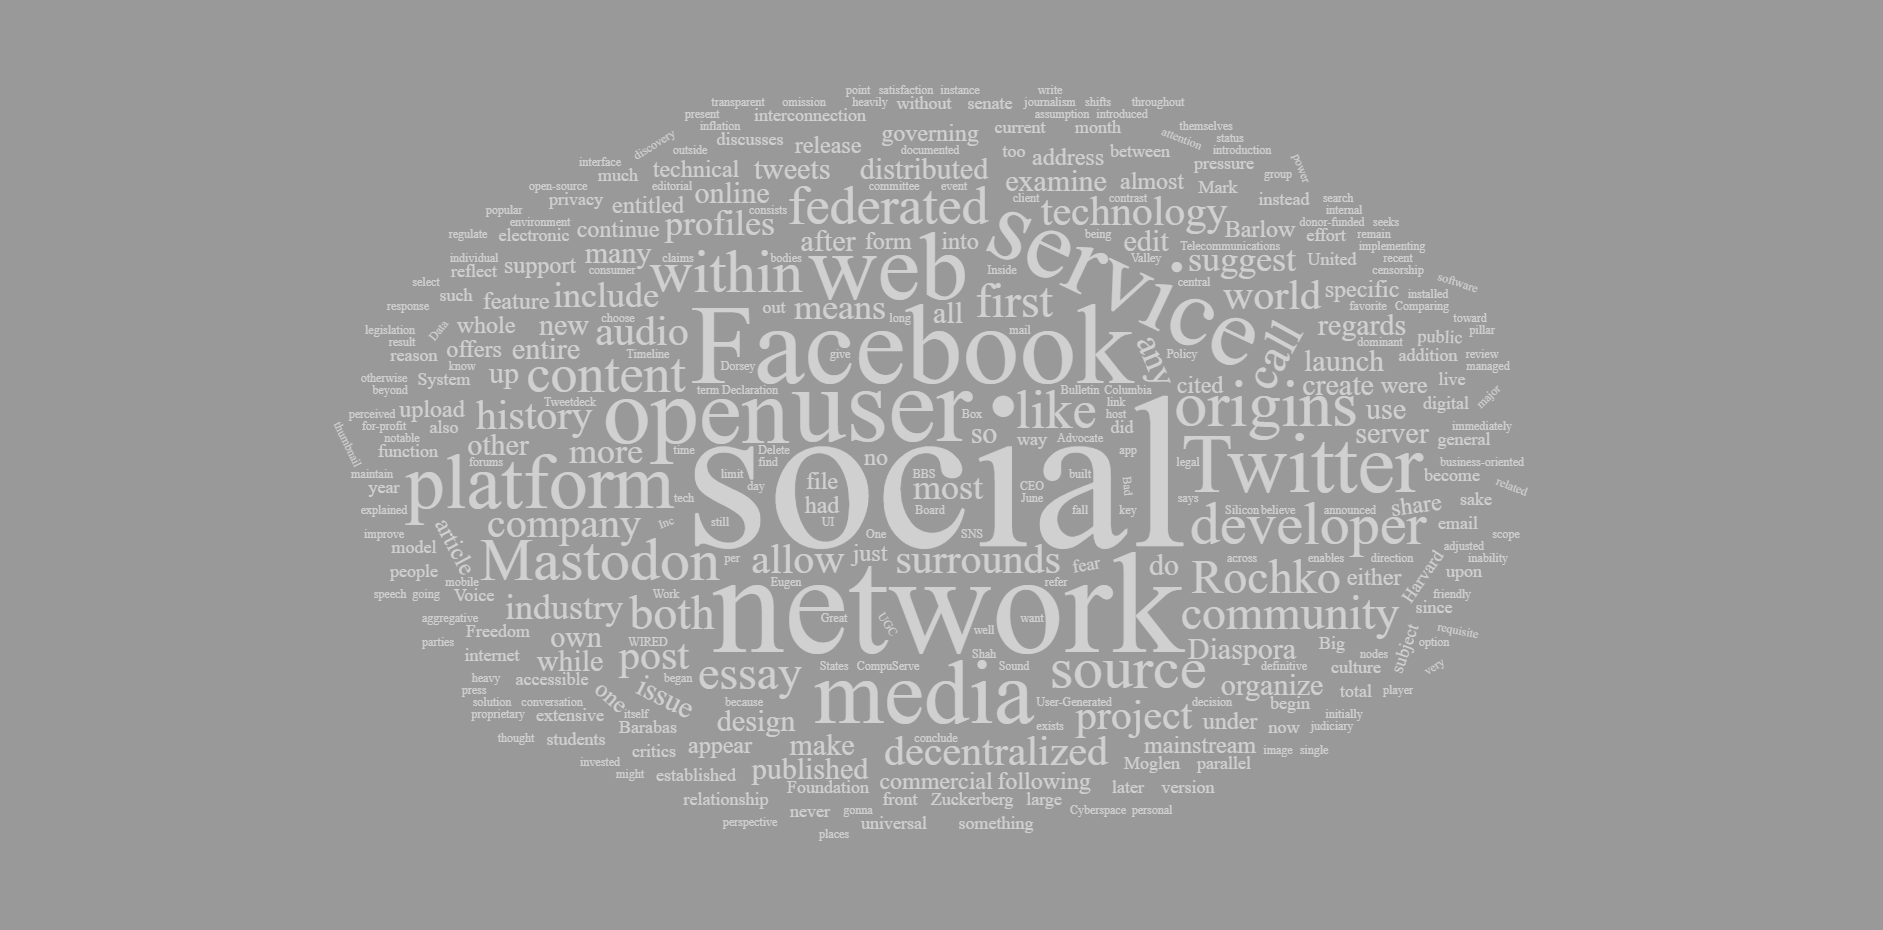 point satisfaction instance write
transparent omission heavily without senate journalism shifts throughout
present interconnection assumption introduced
inflation governing current month themselves
discovery discusses release documented too address between attention status introduction
interface much outside technical tweets distributed examine almost pressure power group
open-source privacy editorial online committee event client contrast Mark instead search
popular entitled profiles consists federated technology internal
environment continue service Barlow donor-funded seeks
regulate electronic many after form into being edit effort remain
individual claims bodies Valley Telecommunications implementing
reflect support consumer within web Inside suggest United recent censorship
select such feature include central world specific installed software
response new audio out means long all first favorite Comparing
legislation Data whole choose mail regards toward pillar
result reason offers entire Timeline Facebook give any Policy call dominant public
know Dorsey launch addition review managed
otherwise System up content term Declaration Bulletin Columbia cited create were live
beyond Tweetdeck open user link origins use digital major
perceived upload history Box like host did
for-profit also so way Advocate server immediately
notable thumbnail function other more time Delete no app Twitter general
forums find legal business-oriented
maintain platform limit file BBS built become
year day most CEO Bad says related
explained tech had social June share sake
company Inc still UI Board fall key Silicon believe announced
improve article One SNS developer email scope
model Mastodon per allow just surrounds fear do across enables direction adjusted inability
people mobile Eugen refer Rochko either Harvard upon
speech going Voice Work friendly
aggregative industry both Great UGC network want community since
Freedom well requisite
parties own WIRED Diaspora Big subject option
internet while post Shah nodes
heavy accessible began essay States CompuServe Sound source definitive culture very
press one issue media organize total player
solution conversation because User-Generated decision begin
proprietary extensive itself design project under initially
Barabas exists now judiciary
thought students critics appear make conclude decentralized mainstream image single
invested Moglen parallel
might established published commercial following
relationship Foundation front Zuckerberg large later version
never gonna Cyberspace personal
perspective universal something
places